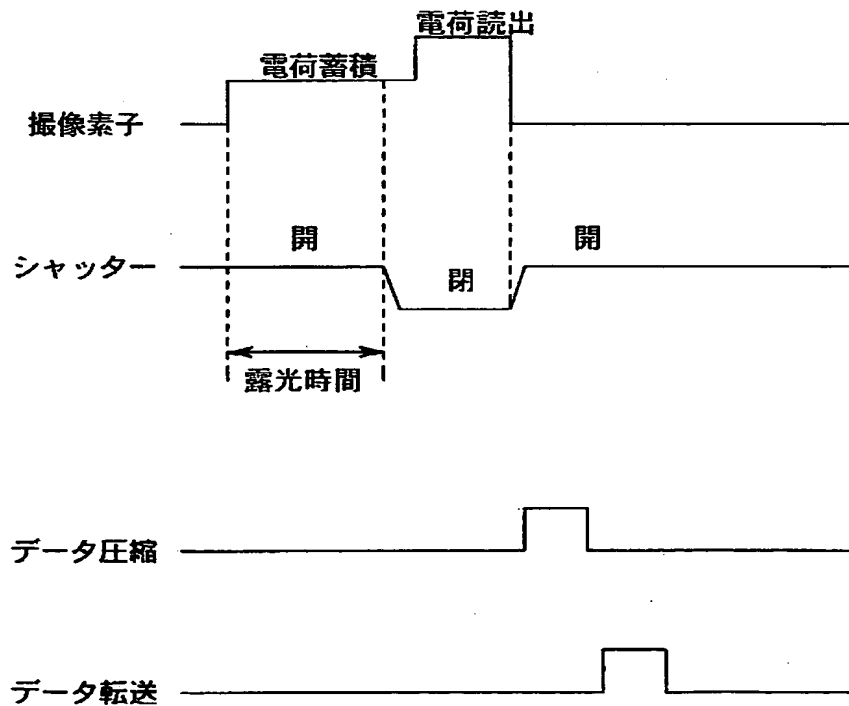 電荷読出
電荷蓄積
撮像素子
開
開
シャッター
閉
露光時間
データ圧縮
データ転送